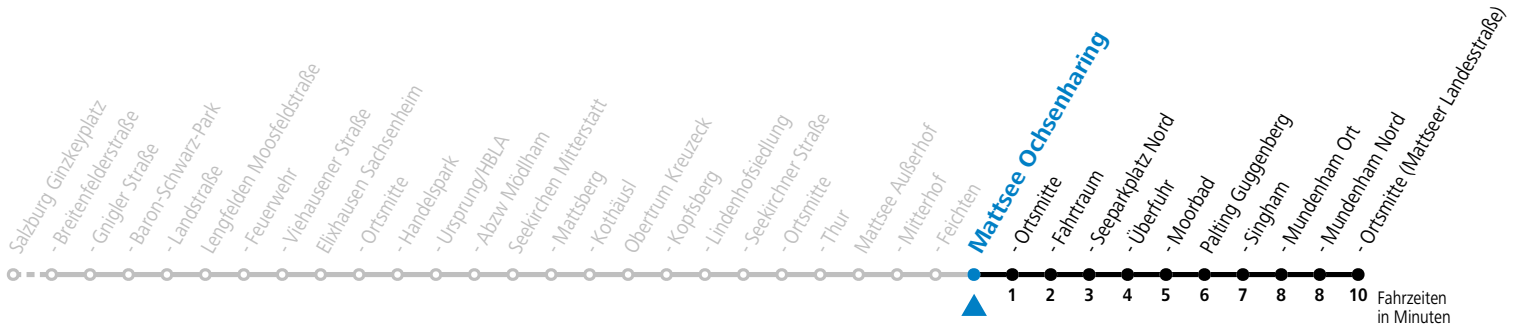 Salzburg Ginzkeyplatz
- Breitenfelderstraße
- Gnigler Straße
- Baron-Schwarz-Park
- Landstraße
Lengfelden Moosfeldstraße
- Feuerwehr
- Viehausener Straße
Elixhausen Sachsenheim
- Ortsmitte
- Handelspark
- Ursprung/HBLA
- Abzw Mödlham
Seekirchen Mitterstatt
- Mattsberg
- Kothäusl
Obertrum Kreuzeck
- Kopfsberg
- Lindenhofsiedlung
- Seekirchner Straße
- Ortsmitte
- Thur
Mattsee Außerhof
- Mitterhof
- Feichten
Mattsee Ochsenharing
- Ortsmitte
- Fahrtraum
- Seeparkplatz Nord
- Überfuhr
- Moorbad
Palting Guggenberg
- Singham
- Mundenham Ort
- Mundenham Nord
- Ortsmitte (Mattseer Landesstraße)
1 2 3 4 5 6 7 8 8 10 Fahrzeiten
in Minuten